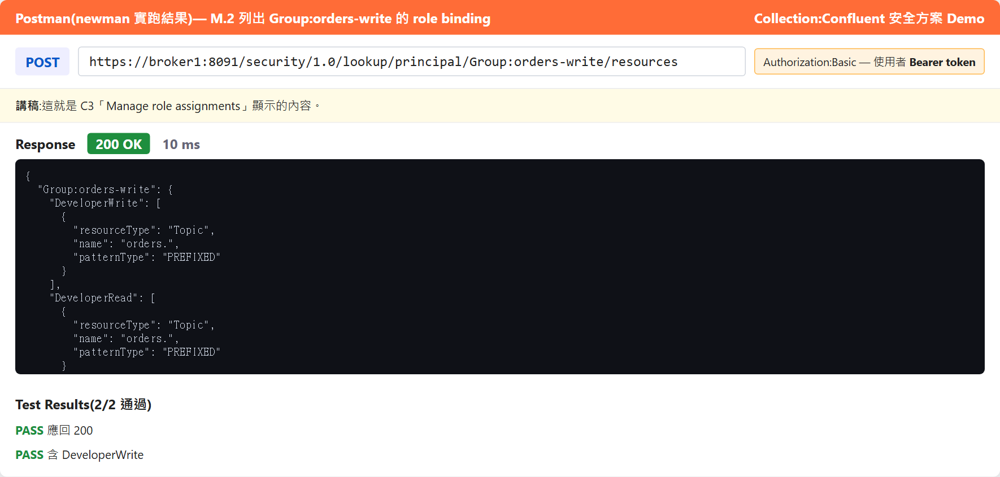 Postman(newman 實跑結果)— M.2 列出 Group:orders-write 的 role binding
Collection:Confluent 安全方案 Demo
POST
https://broker1:8091/security/1.0/lookup/principal/Group:orders-write/resources
Authorization:Basic — 使用者 Bearer token
講稿:這就是 C3「Manage role assignments」顯示的內容。
Response 200 OK 10 ms
{
  "Group:orders-write": {
    "DeveloperWrite": [
      {
        "resourceType": "Topic",
        "name": "orders.",
        "patternType": "PREFIXED"
      }
    ],
    "DeveloperRead": [
      {
        "resourceType": "Topic",
        "name": "orders.",
        "patternType": "PREFIXED"
      }
Test Results(2/2 通過)
PASS 應回 200
PASS 含 DeveloperWrite